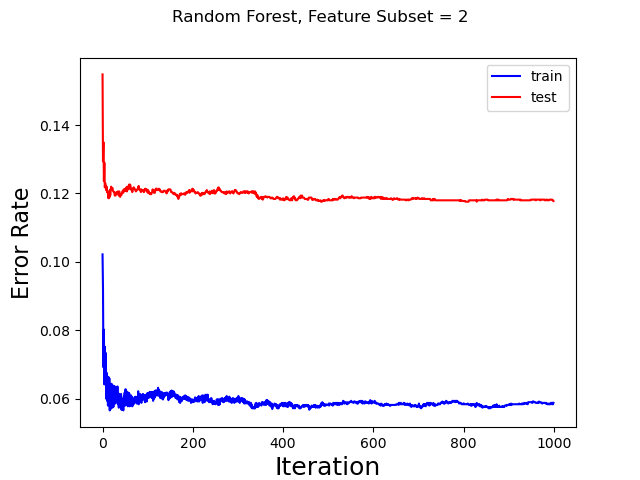 Random Forest, Feature Subset = 2
train
test
0.14
0.12
0.10
0.08
0.06
Error Rate
0 200 400 600 800 1000
Iteration